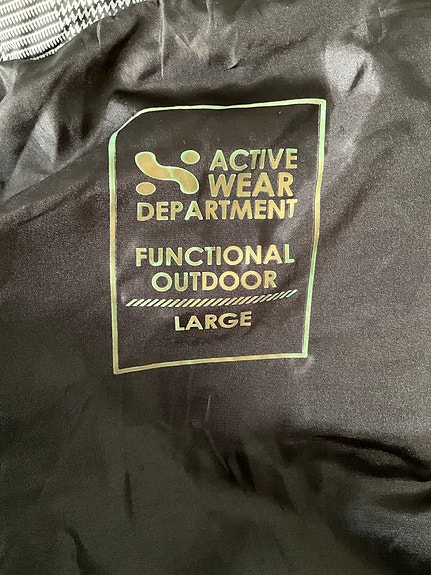 ACTIVE
WEAR
DEPARTMENT
FUNCTIONAL
OUTDOOR
LARGE